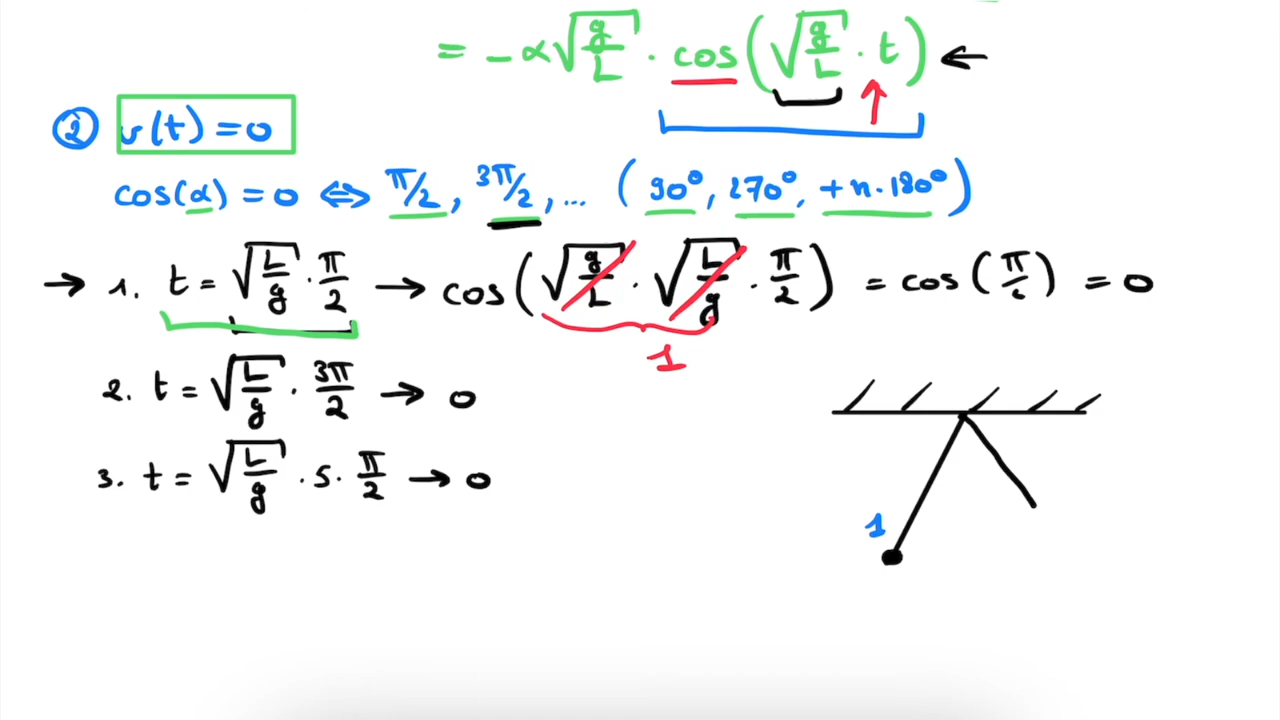 = -α√(g/L) · cos(√(g/L) · t) ←
② v(t) = 0
cos(α) = 0 ⇔ π/2, 3π/2, ... (90°, 270°, +n·180°)
→ 1. t = √(L/g) · π/2 → cos(√(g/L) · √(L/g) · π/2) = cos(π/2) = 0
1
2. t = √(L/g) · 3π/2 → 0
3. t = √(L/g) · 5 · π/2 → 0
1